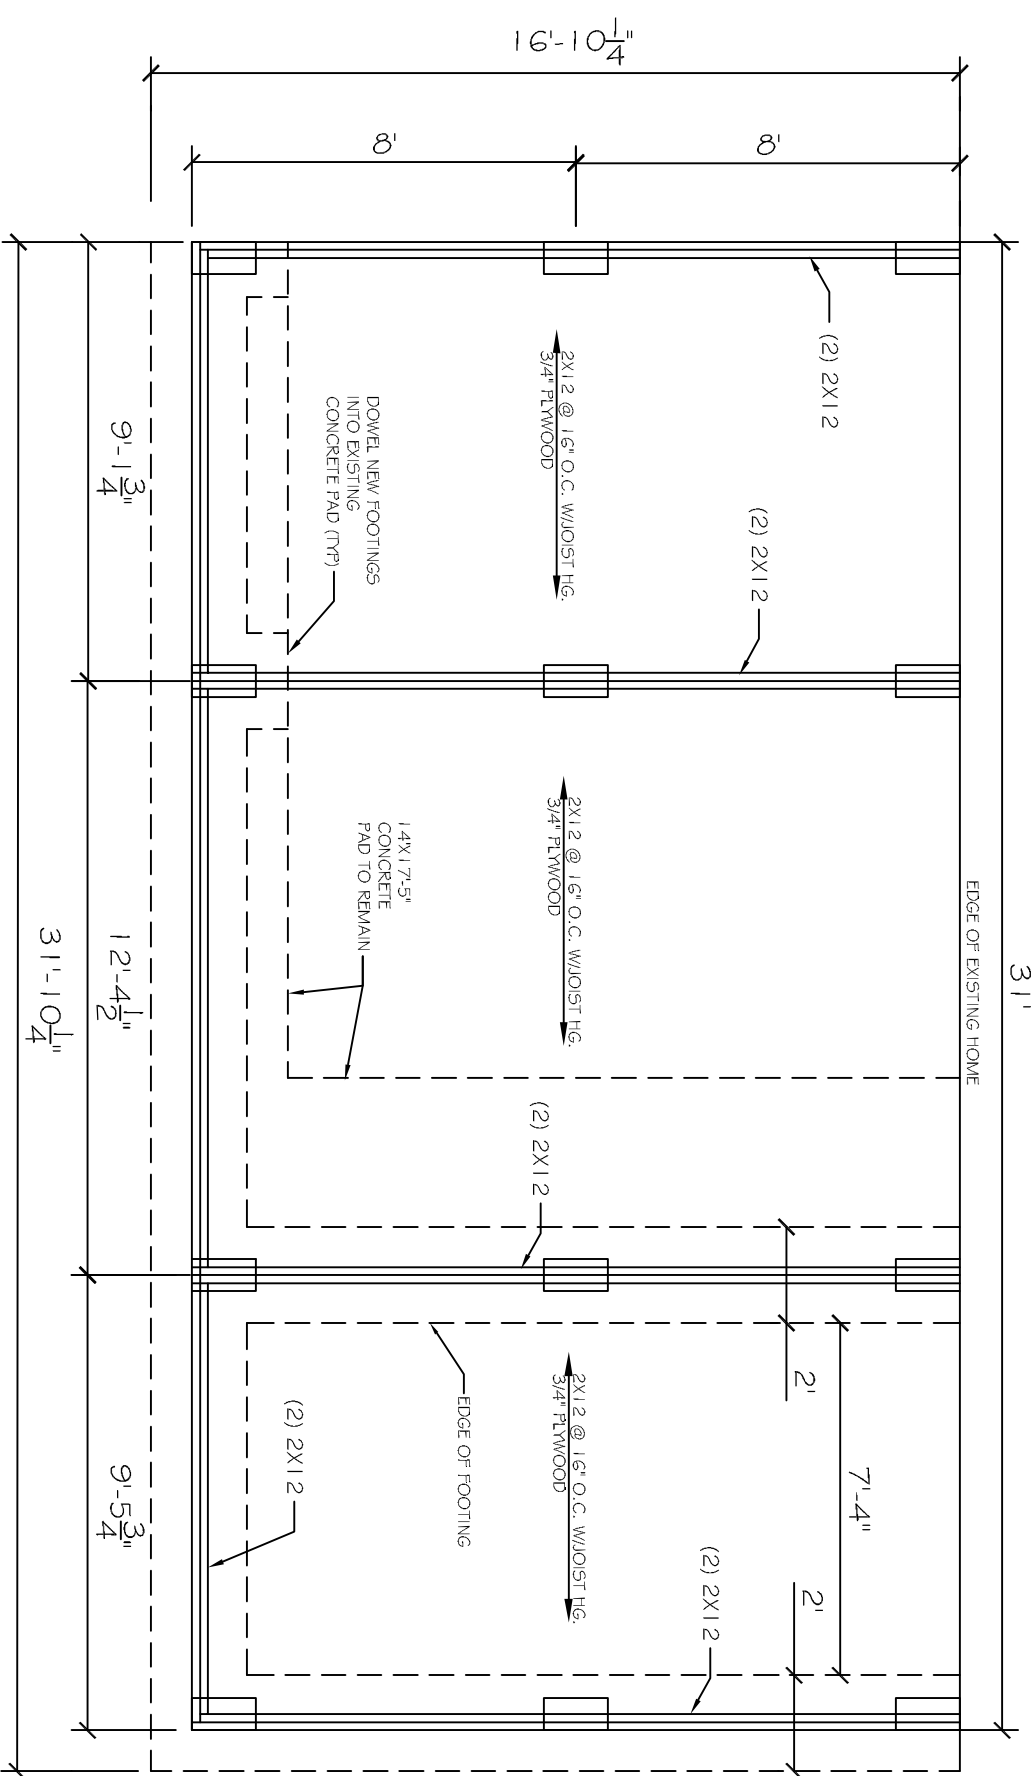 16'-10 1/4"
8'
8'
(2) 2X12
2X12 @ 16" O.C. W/JOIST HG.
3/4" PLYWOOD
DOWEL NEW FOOTINGS
INTO EXISTING
CONCRETE PAD (TYP)
9'-1 3/4"
(2) 2X12
31'
EDGE OF EXISTING HOME
2X12 @ 16" O.C. W/JOIST HG.
3/4" PLYWOOD
14'X17'-5"
CONCRETE
PAD TO REMAIN
12'-4 1/2"
31'-10 1/4"
(2) 2X12
2'
7'-4"
2X12 @ 16" O.C. W/JOIST HG.
3/4" PLYWOOD
EDGE OF FOOTING
(2) 2X12
9'-5 3/4"
2'
(2) 2X12